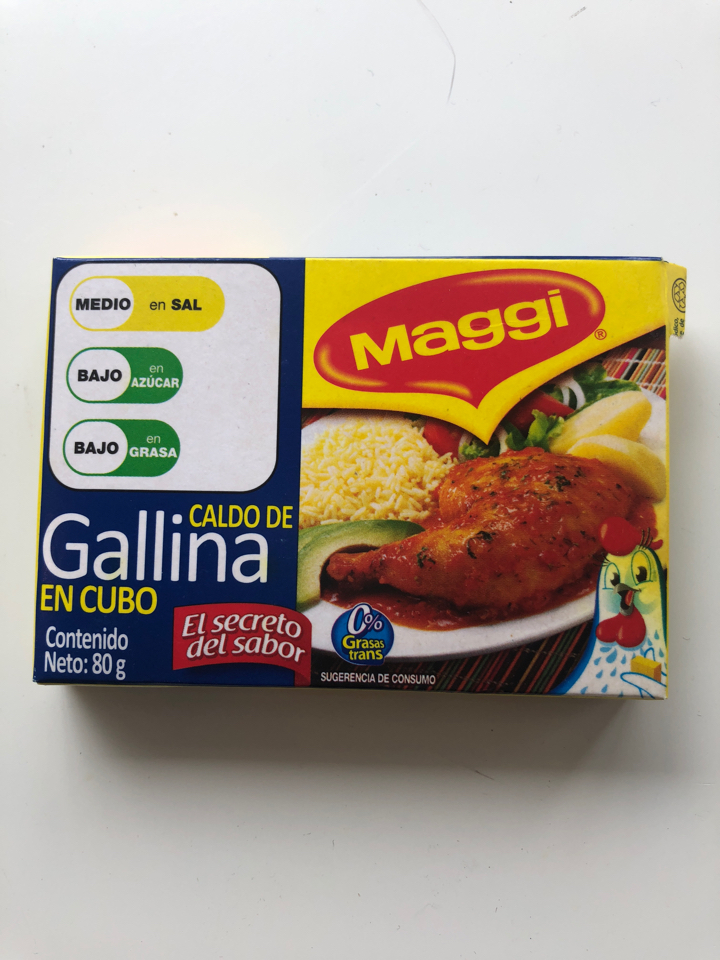 MEDIO en SAL
BAJO en AZÚCAR
BAJO en GRASA
CALDO DE
Gallina
EN CUBO
Contenido
Neto: 80 g
El secreto
del sabor
Maggi®
0%
Grasas
trans
SUGERENCIA DE CONSUMO